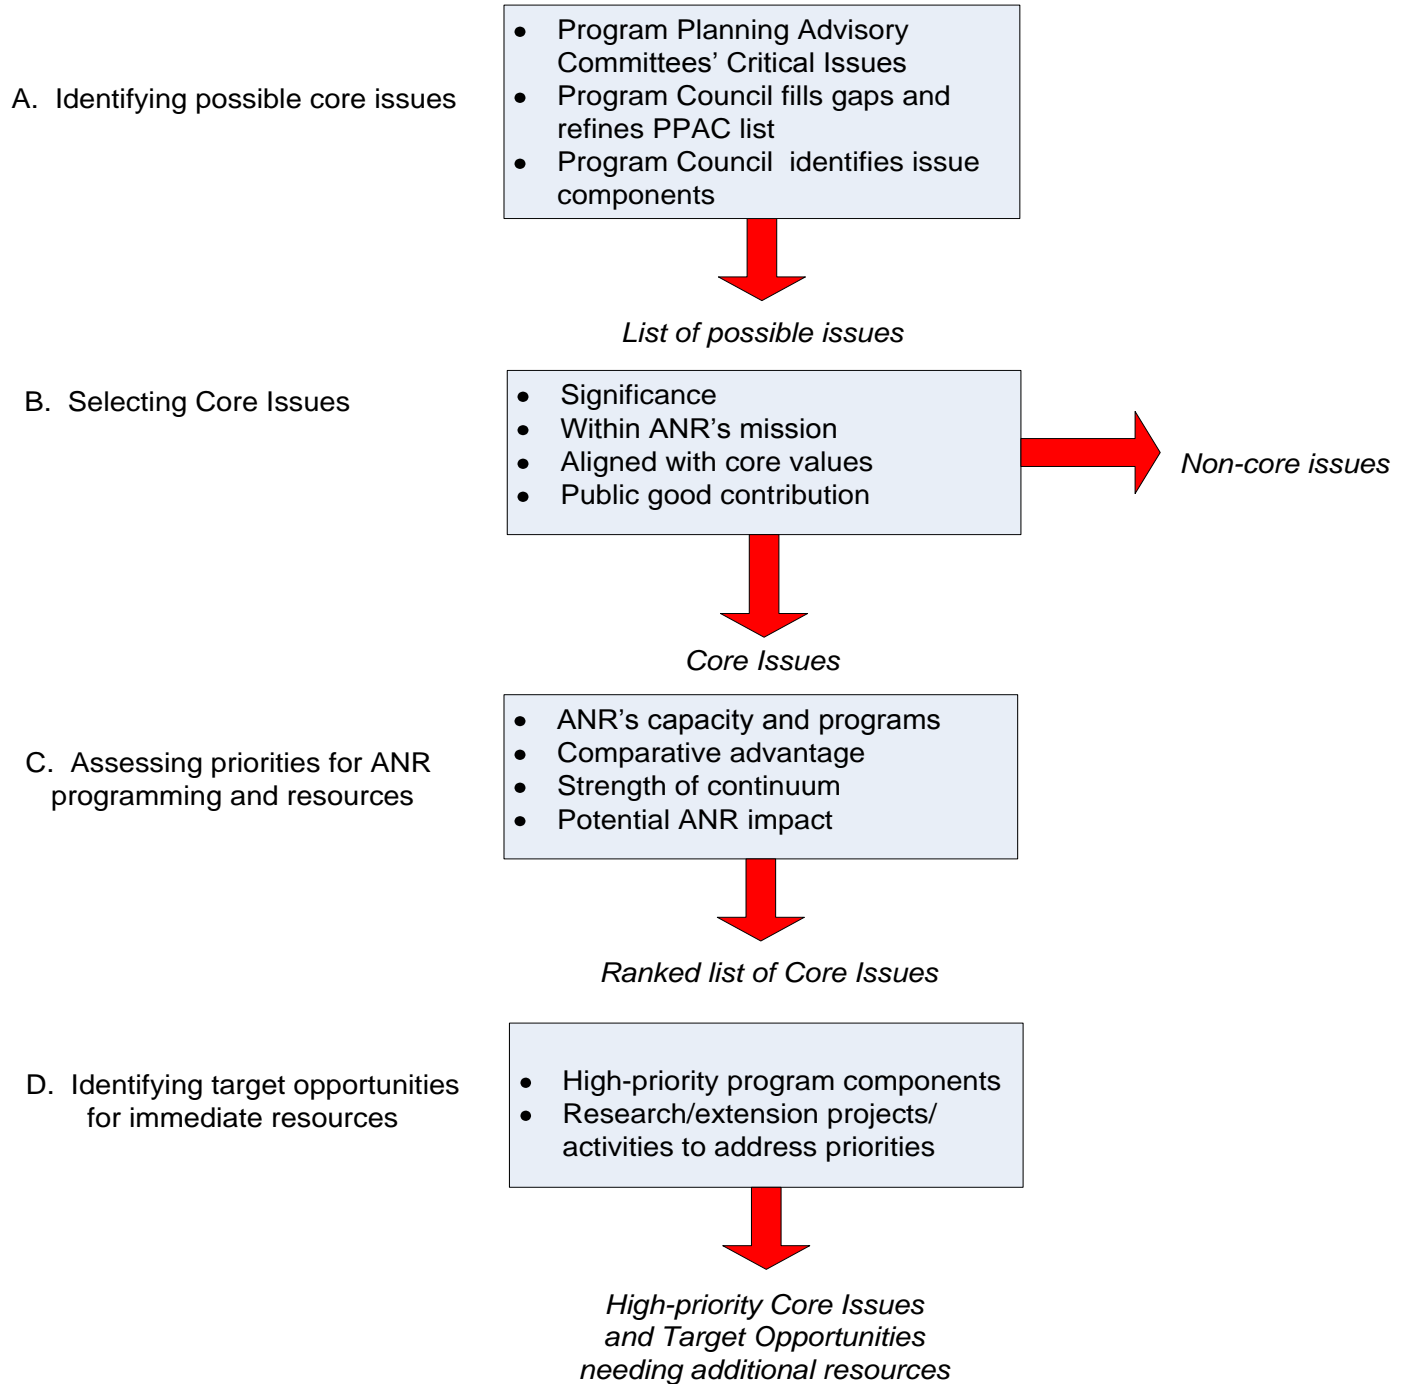 A. Identifying possible core issues
• Program Planning Advisory
Committees’ Critical Issues
• Program Council fills gaps and
refines PPAC list
• Program Council  identifies issue
components
List of possible issues
B. Selecting Core Issues
• Significance
• Within ANR’s mission
• Aligned with core values
• Public good contribution
Non-core issues
Core Issues
C. Assessing priorities for ANR
programming and resources
• ANR’s capacity and programs
• Comparative advantage
• Strength of continuum
• Potential ANR impact
Ranked list of Core Issues
D. Identifying target opportunities
for immediate resources
• High-priority program components
• Research/extension projects/
activities to address priorities
High-priority Core Issues
and Target Opportunities
needing additional resources